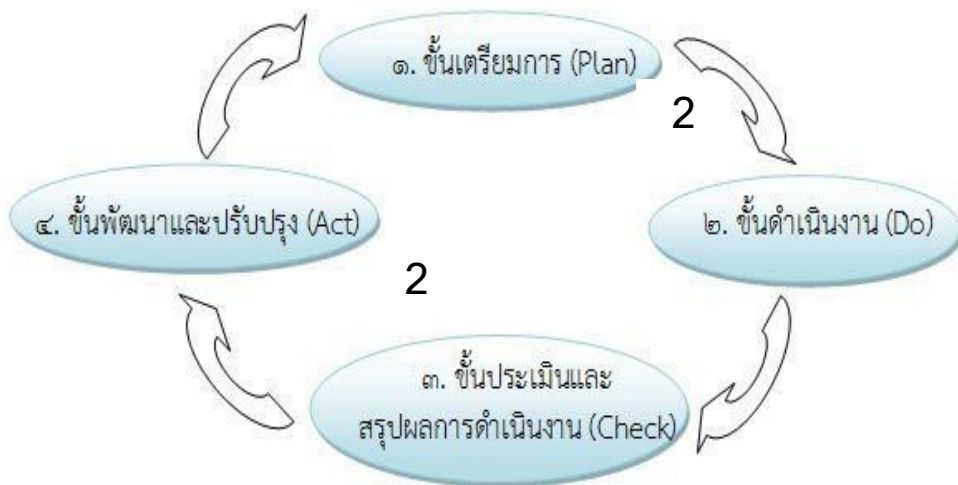 ๑. ขั้นเตรียมการ (Plan)
2
๒. ขั้นดำเนินงาน (Do)
๔. ขั้นพัฒนาและปรับปรุง (Act)
2
๓. ขั้นประเมินและ
สรุปผลการดำเนินงาน (Check)